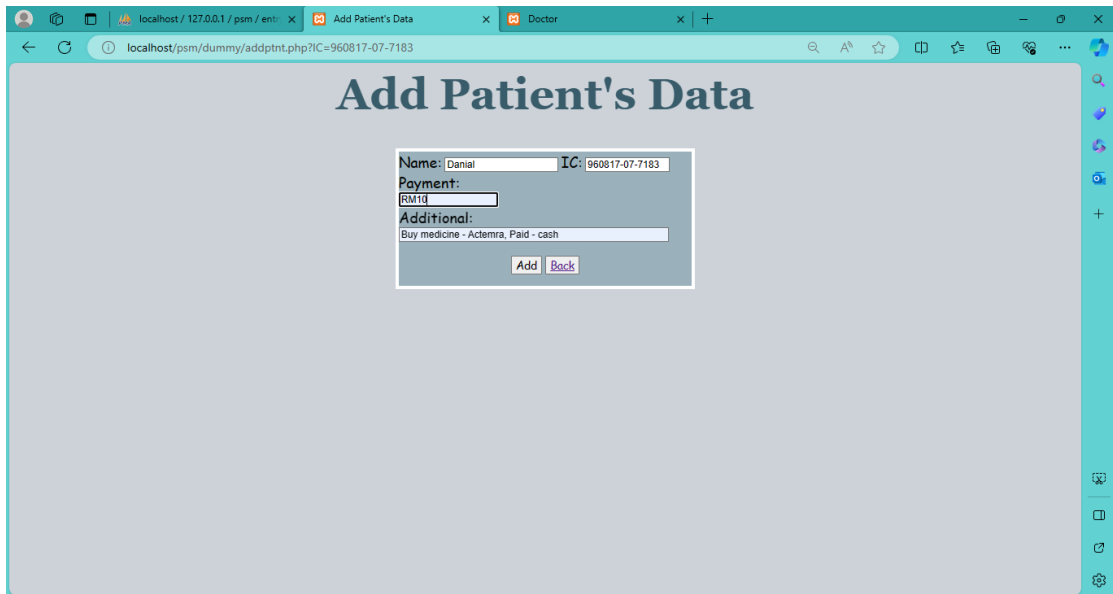 localhost / 127.0.0.1 / psm / entr
Add Patient's Data
Doctor
localhost/psm/dummy/addptnt.php?IC=960817-07-7183
Add Patient's Data
Name: Danial IC: 960817-07-7183
Payment:
RM10
Additional:
Buy medicine - Actemra, Paid - cash
Add Back